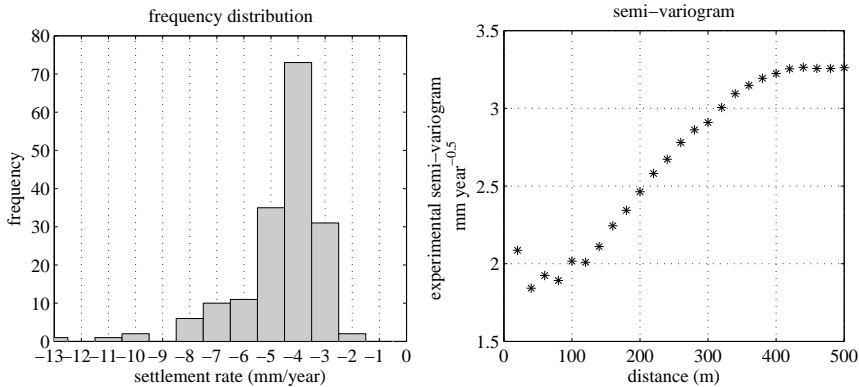 frequency distribution
80
70
60
50
40
30
20
10
0
frequency
−13 −12 −11 −10 −9 −8 −7 −6 −5 −4 −3 −2 −1 0
settlement rate (mm/year)
semi−variogram
3.5
3
2.5
2
1.5
experimental semi−variogram
mm year−0.5
0 100 200 300 400 500
distance (m)